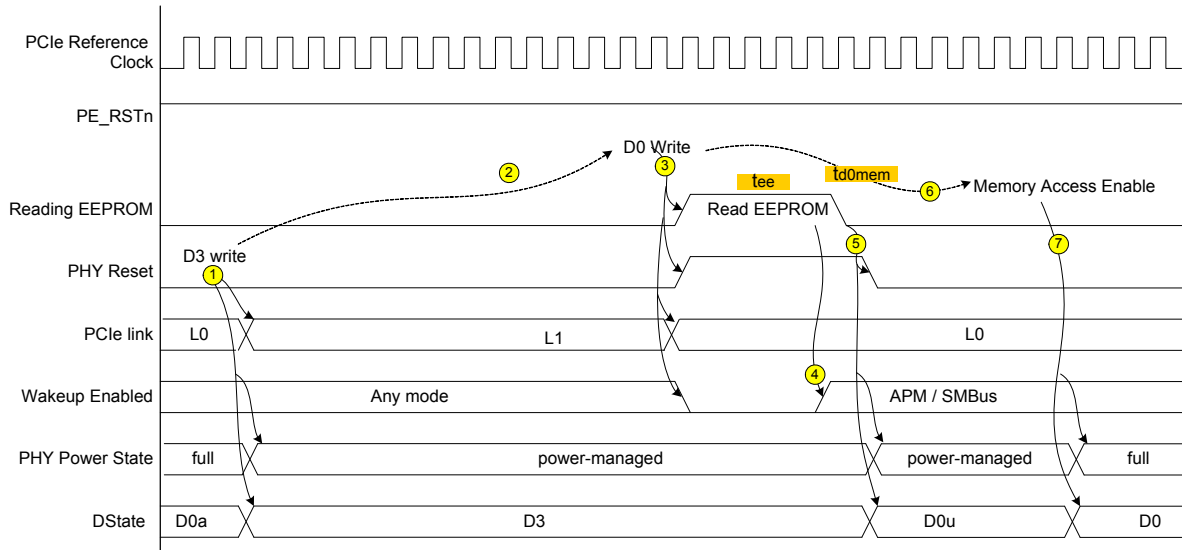 PCIe Reference
Clock
PE_RSTn
D0 Write
3
2
tee
td0mem
6
Memory Access Enable
Reading EEPROM
Read EEPROM
D3 write
5
7
PHY Reset
1
PCIe link
L0
L1
L0
4
Wakeup Enabled
Any mode
APM / SMBus
PHY Power State
full
power-managed
power-managed
full
DState
D0a
D3
D0u
D0